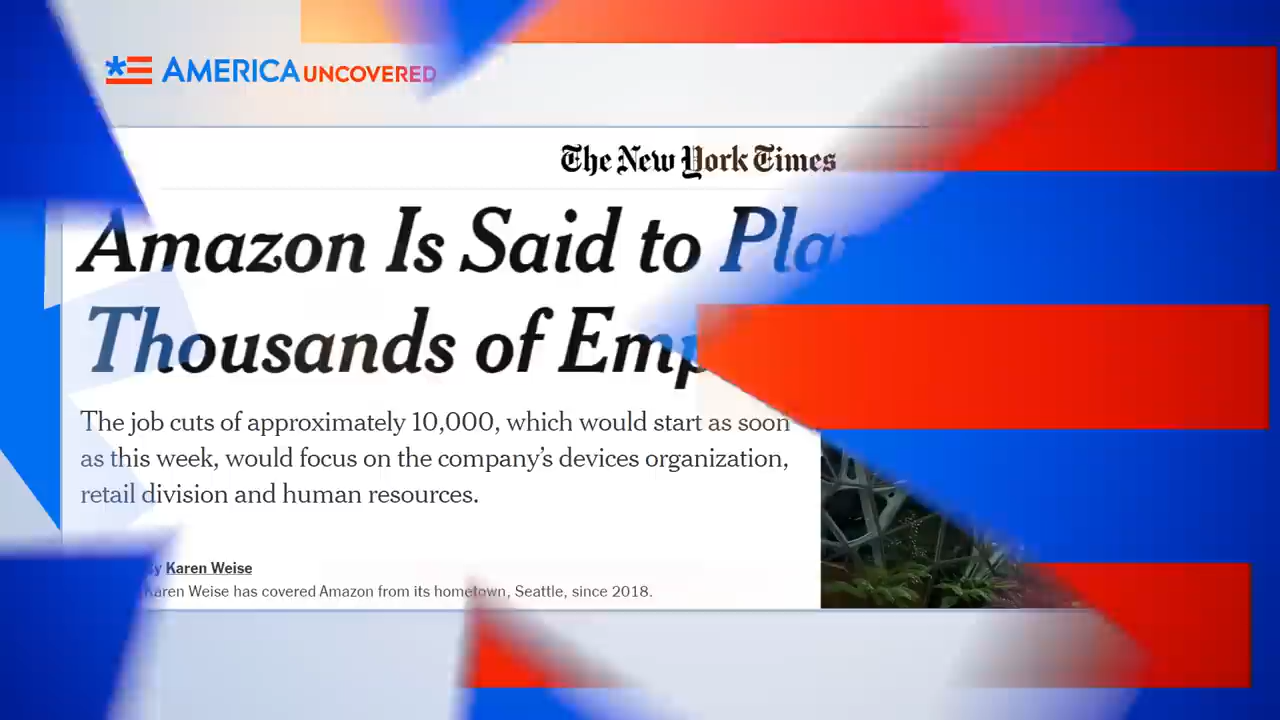 AMERICA UNCOVERED
The New York Times
Amazon Is Said to
Thousands of
The job cuts of approximately 10,000, which would start as soon
as this week, would focus on the company's devices organization,
retail division and human resources.
By Karen Weise
Karen Weise has covered Amazon from its hometown, Seattle, since 2018.